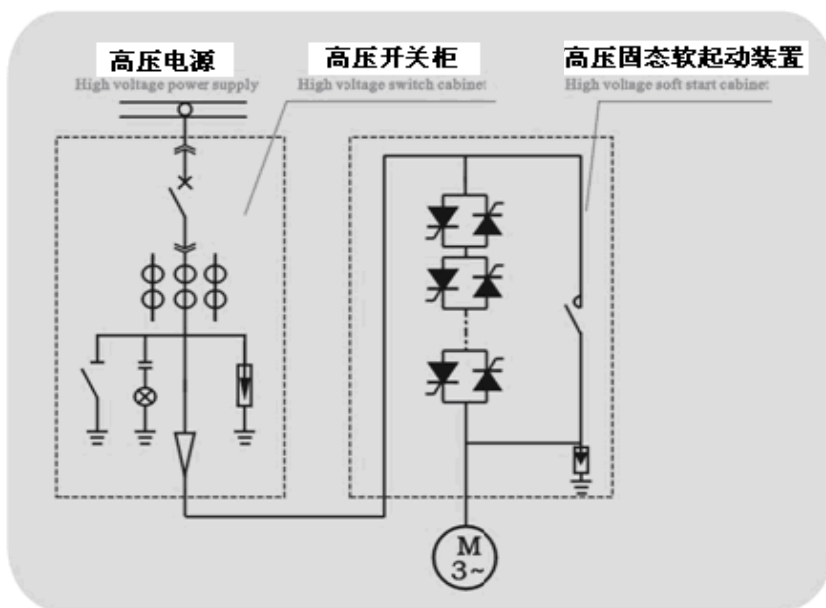 高压电源
High voltage power supply
高压开关柜
High voltage switch cabinet
高压固态软起动装置
High voltage soft start cabinet
M
3~